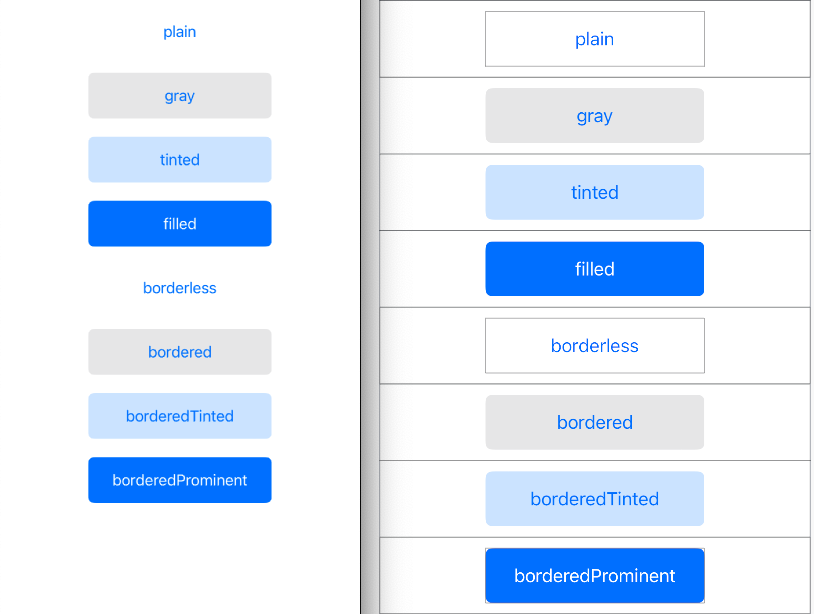 plain
gray
tinted
filled
borderless
bordered
borderedTinted
borderedProminent
plain
gray
tinted
filled
borderless
bordered
borderedTinted
borderedProminent